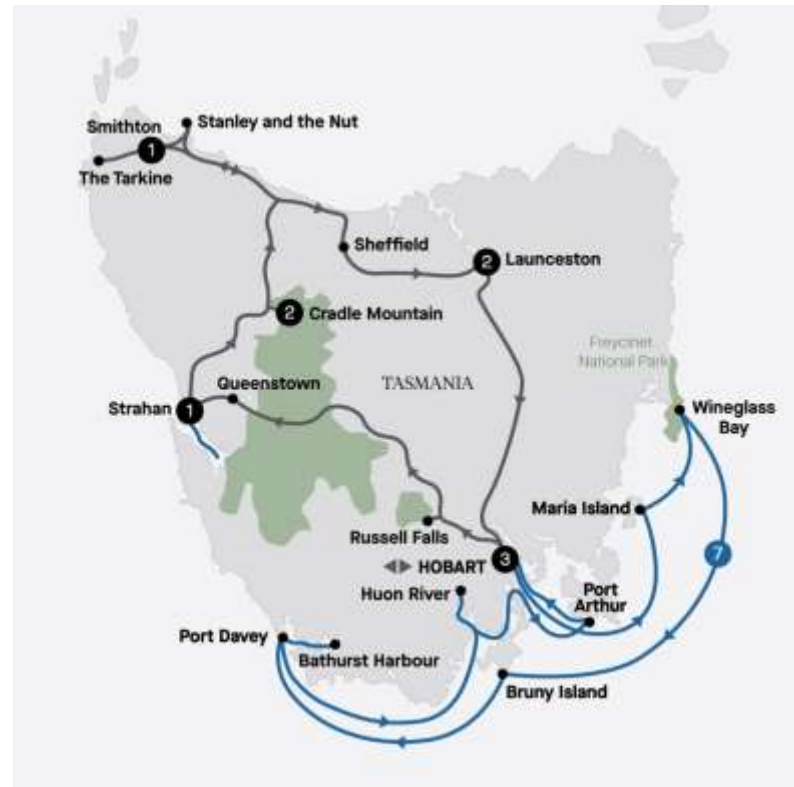 Smithton
1
Stanley and the Nut
The Tarkine
Sheffield
2
Launceston
2
Cradle Mountain
Freycinet
National Park
Queenstown
TASMANIA
Strahan
1
Wineglass
Bay
Maria Island
Russell Falls
HOBART
3
7
Huon River
Port
Arthur
Port Davey
Bathurst Harbour
Bruny Island